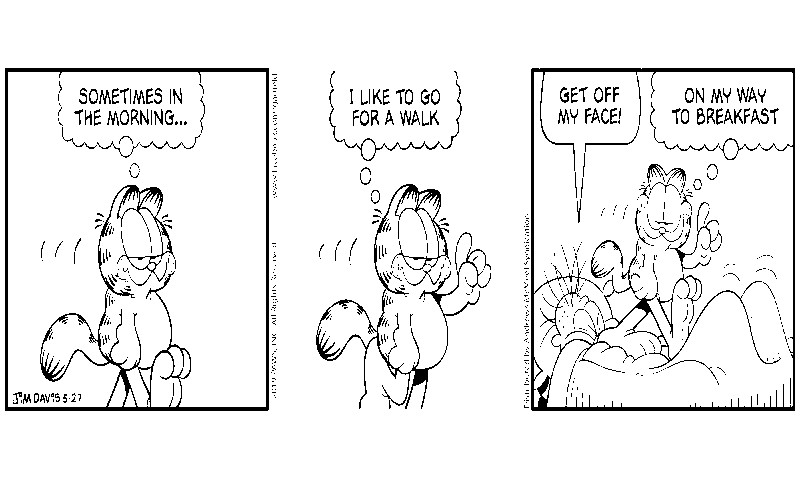 SOMETIMES IN
THE MORNING...
JIM DAVIS 5-27
I LIKE TO GO
FOR A WALK
GET OFF
MY FACE!
ON MY WAY
TO BREAKFAST